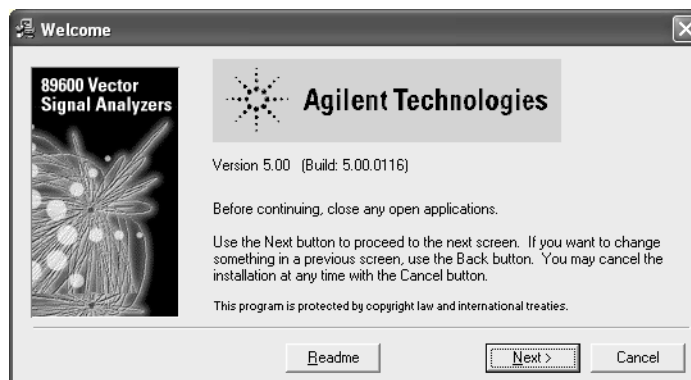 Welcome
89600 Vector
Signal Analyzers
Agilent Technologies
Version 5.00 (Build: 5.00.0116)
Before continuing, close any open applications.
Use the Next button to proceed to the next screen. If you want to change
something in a previous screen, use the Back button. You may cancel the
installation at any time with the Cancel button.
This program is protected by copyright law and international treaties.
Readme
Next >
Cancel